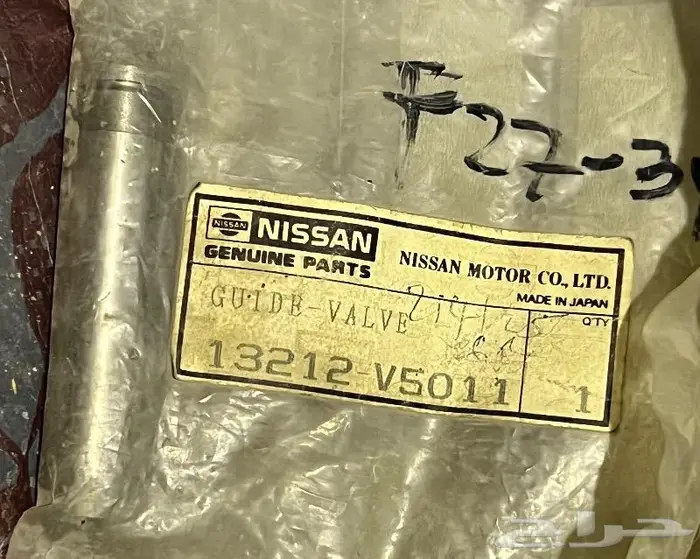 F22-3
NISSAN
NISSAN
GENUINE PARTS
NISSAN MOTOR CO., LTD.
MADE IN JAPAN
QTY
GUIDE-VALVE
13212-V5011
1
حراج